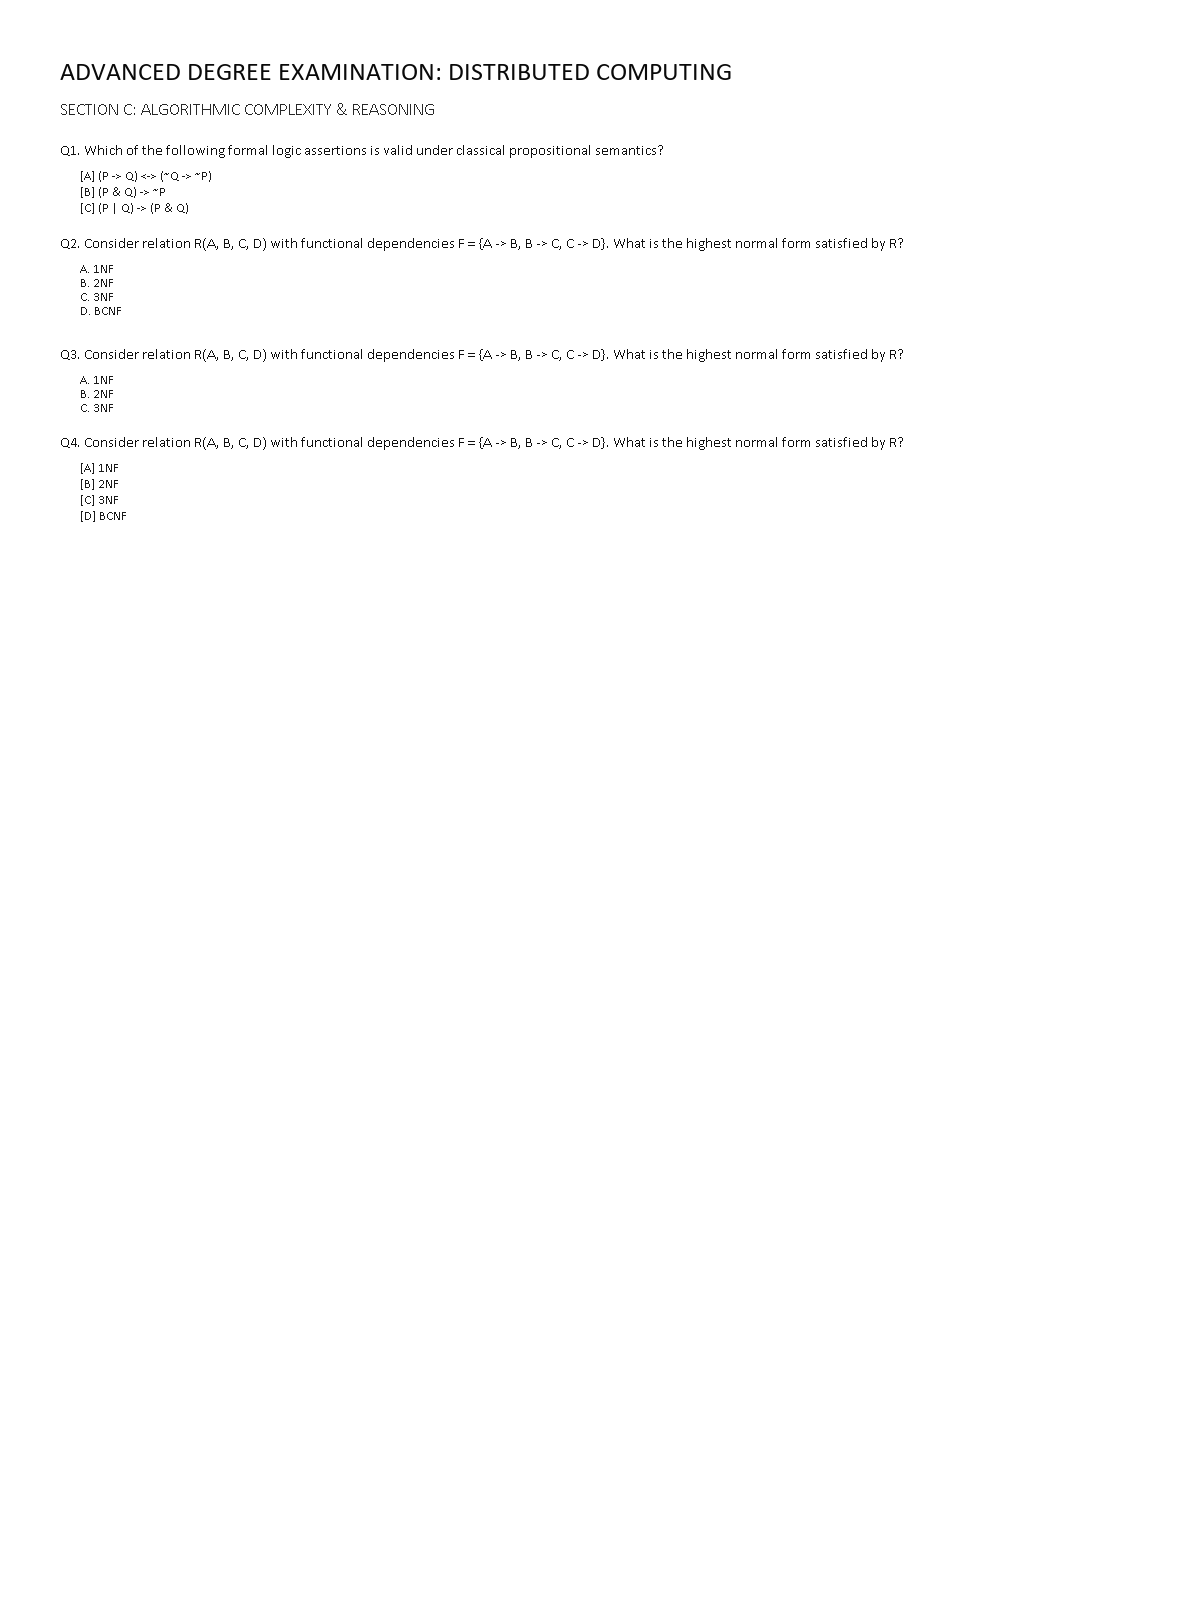 ADVANCED DEGREE EXAMINATION: DISTRIBUTED COMPUTING
SECTION C: ALGORITHMIC COMPLEXITY & REASONING
Q1. Which of the following formal logic assertions is valid under classical propositional semantics?
[A] (P -> Q) <-> (~Q -> ~P)
[B] (P & Q) -> ~P
[C] (P | Q) -> (P & Q)
Q2. Consider relation R(A, B, C, D) with functional dependencies F = {A -> B, B -> C, C -> D}. What is the highest normal form satisfied by R?
A. 1NF
B. 2NF
C. 3NF
D. BCNF
Q3. Consider relation R(A, B, C, D) with functional dependencies F = {A -> B, B -> C, C -> D}. What is the highest normal form satisfied by R?
A. 1NF
B. 2NF
C. 3NF
Q4. Consider relation R(A, B, C, D) with functional dependencies F = {A -> B, B -> C, C -> D}. What is the highest normal form satisfied by R?
[A] 1NF
[B] 2NF
[C] 3NF
[D] BCNF